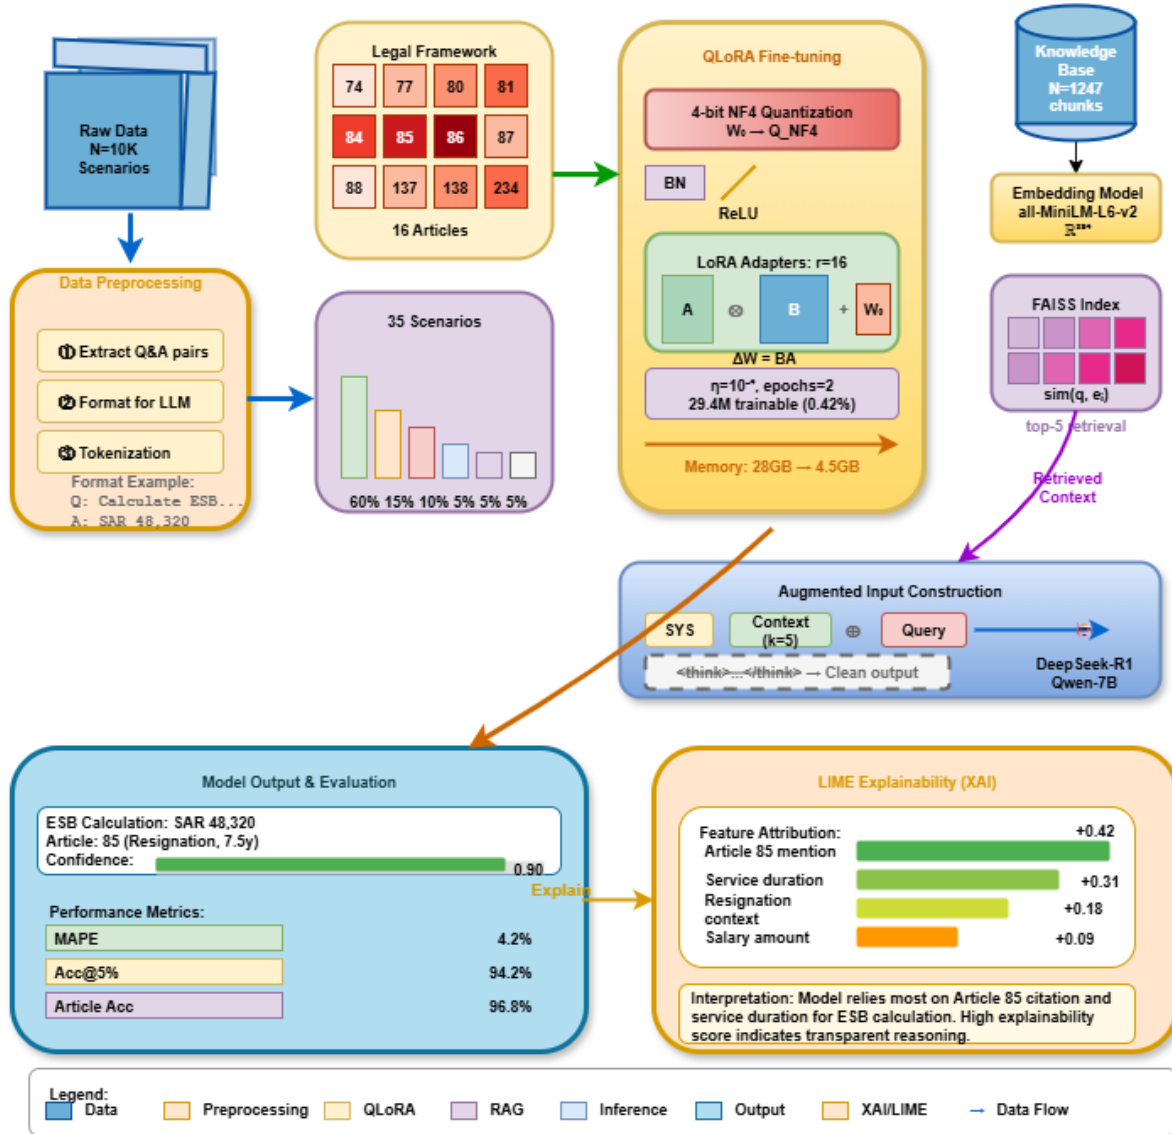 Raw Data
N=10K
Scenarios
Legal Framework
74 77 80 81
84 85 86 87
88 137 138 234
16 Articles
QLoRA Fine-tuning
4-bit NF4 Quantization
W₀ → Q_NF4
BN
ReLU
LoRA Adapters: r=16
A ⊗ B + W₀
ΔW = BA
η=10⁻⁴, epochs=2
29.4M trainable (0.42%)
Memory: 28GB → 4.5GB
Knowledge
Base
N=1247
chunks
Embedding Model
all-MiniLM-L6-v2
ℝ³⁸⁴
FAISS Index
sim(q, eᵢ)
top-5 retrieval
Retrieved
Context
Data Preprocessing
① Extract Q&A pairs
② Format for LLM
③ Tokenization
Format Example:
Q: Calculate ESB...
A: SAR 48,320
35 Scenarios
60% 15% 10% 5% 5% 5%
Augmented Input Construction
SYS
Context
(k=5)
⊕
Query
<think>...</think> → Clean output
DeepSeek-R1
Qwen-7B
Model Output & Evaluation
ESB Calculation: SAR 48,320
Article: 85 (Resignation, 7.5y)
Confidence: 0.90
Performance Metrics:
MAPE 4.2%
Acc@5% 94.2%
Article Acc 96.8%
Explain
LIME Explainability (XAI)
Feature Attribution:
Article 85 mention +0.42
Service duration +0.31
Resignation
context +0.18
Salary amount +0.09
Interpretation: Model relies most on Article 85 citation and
service duration for ESB calculation. High explainability
score indicates transparent reasoning.
Legend:
Data Preprocessing QLoRA RAG Inference Output XAI/LIME → Data Flow